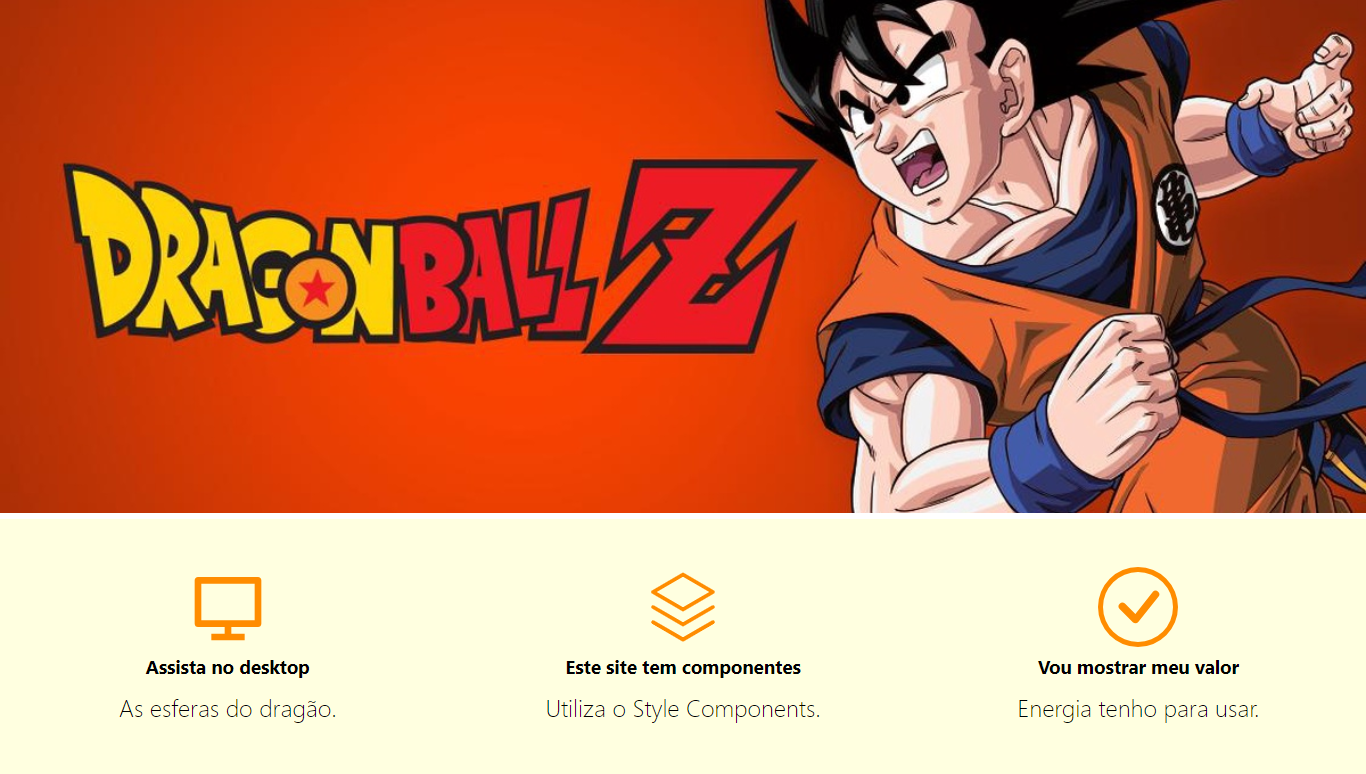 DRAGON BALL Z
Assista no desktop
Este site tem componentes
Vou mostrar meu valor
As esferas do dragão.
Utiliza o Style Components.
Energia tenho para usar.